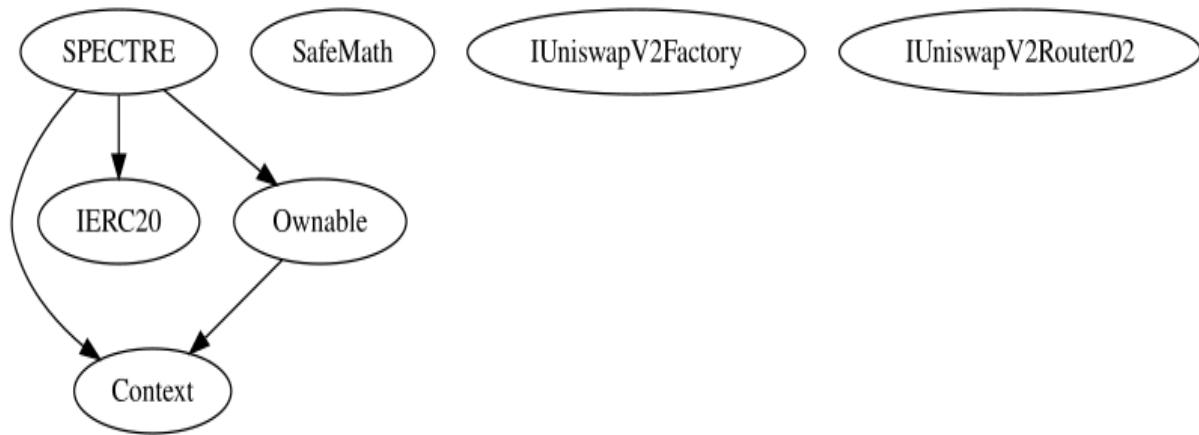 SPECTRE
SafeMath
IUniswapV2Factory
IUniswapV2Router02
IERC20
Ownable
Context